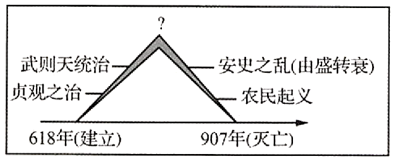 ?
武则天统治
安史之乱(由盛转衰)
贞观之治
农民起义
618年(建立)
907年(灭亡)